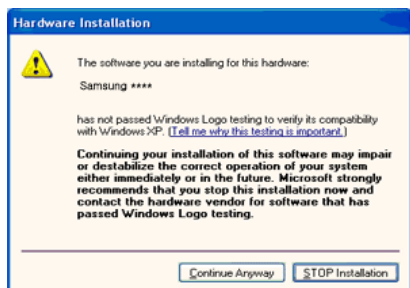 Hardware Installation
The software you are installing for this hardware:
Samsung ****
has not passed Windows Logo testing to verify its compatibility
with Windows XP. (Tell me why this testing is important.)
Continuing your installation of this software may impair
or destabilize the correct operation of your system
either immediately or in the future. Microsoft strongly
recommends that you stop this installation now and
contact the hardware vendor for software that has
passed Windows Logo testing.
Continue Anyway
STOP Installation